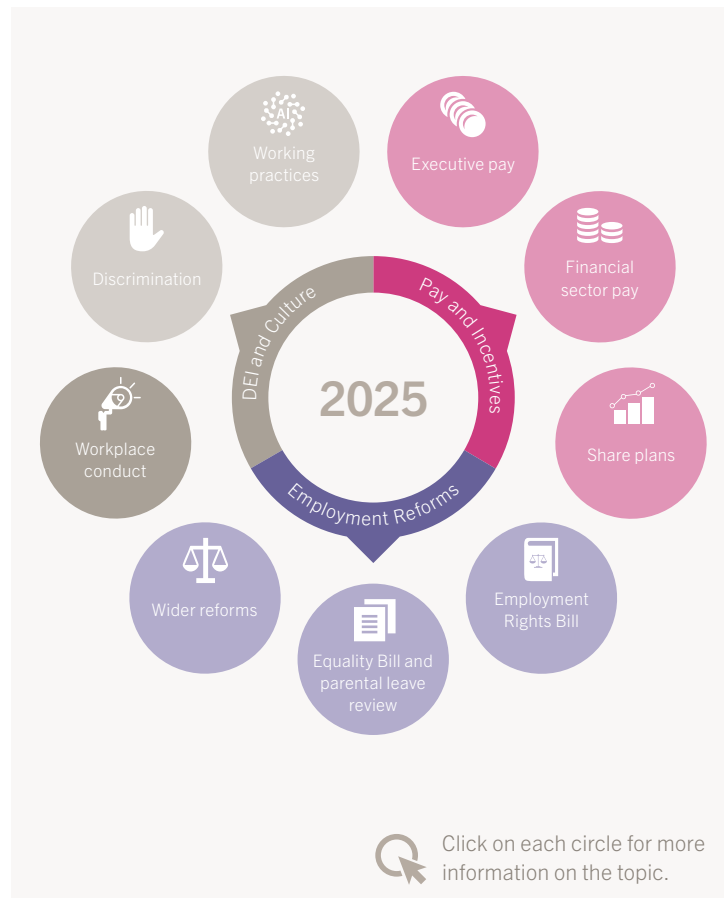 AI
Working
practices
Executive pay
Discrimination
Financial
sector pay
DEI and Culture
Pay and Incentives
2025
Workplace
conduct
Share plans
Employment Reforms
Wider reforms
Employment
Rights Bill
Equality Bill and
parental leave
review
Click on each circle for more
information on the topic.